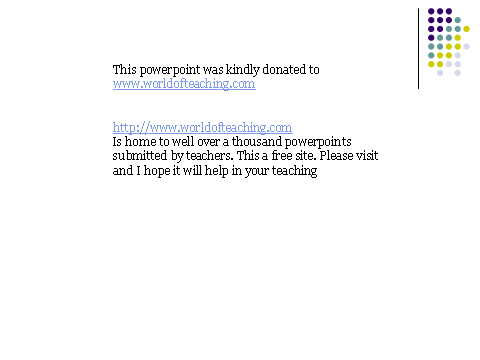 This powerpoint was kindly donated to
www.worldofteaching.com
http://www.worldofteaching.com
Is home to well over a thousand powerpoints
submitted by teachers. This a free site. Please visit
and I hope it will help in your teaching